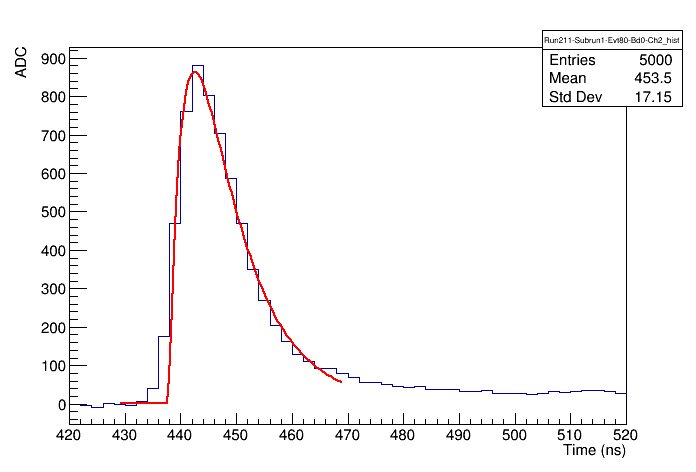 Run211-Subrun1-Evt80-Bd0-Ch2_hist
Entries 5000
Mean 453.5
Std Dev 17.15
ADC
900
800
700
600
500
400
300
200
100
0
420 430 440 450 460 470 480 490 500 510 520
Time (ns)